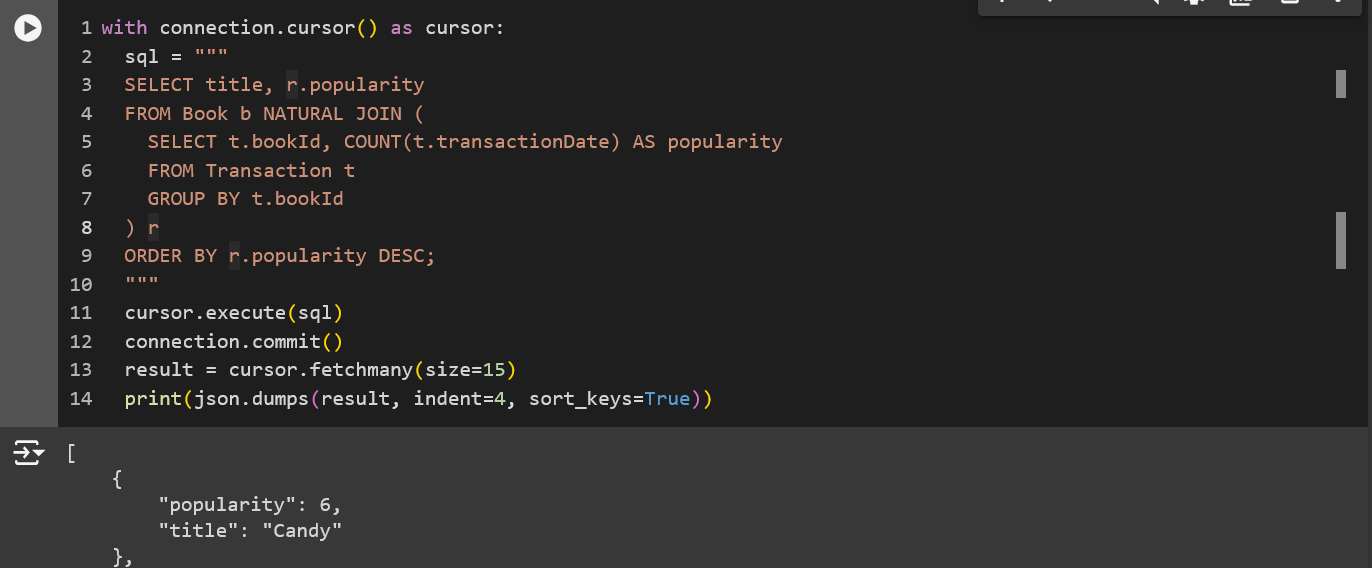 1 with connection.cursor() as cursor:
2   sql = """
3   SELECT title, r.popularity
4   FROM Book b NATURAL JOIN (
5     SELECT t.bookId, COUNT(t.transactionDate) AS popularity
6     FROM Transaction t
7     GROUP BY t.bookId
8   ) r
9   ORDER BY r.popularity DESC;
10   """
11   cursor.execute(sql)
12   connection.commit()
13   result = cursor.fetchmany(size=15)
14   print(json.dumps(result, indent=4, sort_keys=True))
[
    {
        "popularity": 6,
        "title": "Candy"
    },